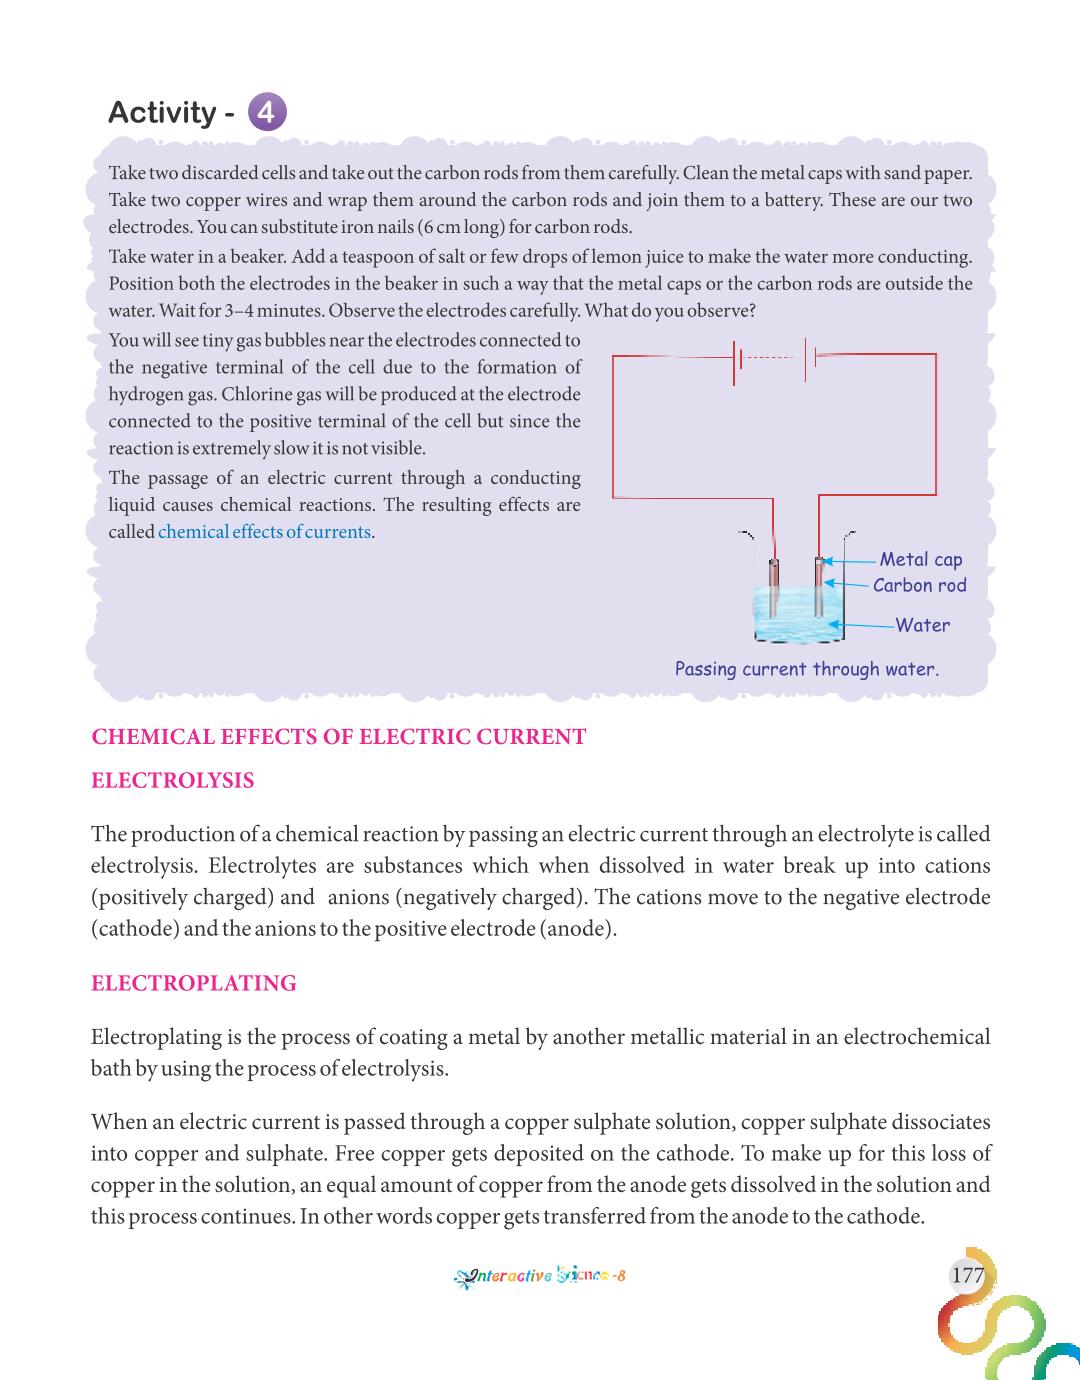 Activity - 4
Take two discarded cells and take out the carbon rods from them carefully. Clean the metal caps with sand paper.
Take two copper wires and wrap them around the carbon rods and join them to a battery. These are our two
electrodes. You can substitute iron nails (6 cm long) for carbon rods.
Take water in a beaker. Add a teaspoon of salt or few drops of lemon juice to make the water more conducting.
Position both the electrodes in the beaker in such a way that the metal caps or the carbon rods are outside the
water. Wait for 3–4 minutes. Observe the electrodes carefully. What do you observe?
You will see tiny gas bubbles near the electrodes connected to
the negative terminal of the cell due to the formation of
hydrogen gas. Chlorine gas will be produced at the electrode
connected to the positive terminal of the cell but since the
reaction is extremely slow it is not visible.
The passage of an electric current through a conducting
liquid causes chemical reactions. The resulting effects are
called chemical effects of currents.
Metal cap
Carbon rod
Water
Passing current through water.
CHEMICAL EFFECTS OF ELECTRIC CURRENT
ELECTROLYSIS
The production of a chemical reaction by passing an electric current through an electrolyte is called
electrolysis. Electrolytes are substances which when dissolved in water break up into cations
(positively charged) and anions (negatively charged). The cations move to the negative electrode
(cathode) and the anions to the positive electrode (anode).
ELECTROPLATING
Electroplating is the process of coating a metal by another metallic material in an electrochemical
bath by using the process of electrolysis.
When an electric current is passed through a copper sulphate solution, copper sulphate dissociates
into copper and sulphate. Free copper gets deposited on the cathode. To make up for this loss of
copper in the solution, an equal amount of copper from the anode gets dissolved in the solution and
this process continues. In other words copper gets transferred from the anode to the cathode.
Interactive Science -8
177